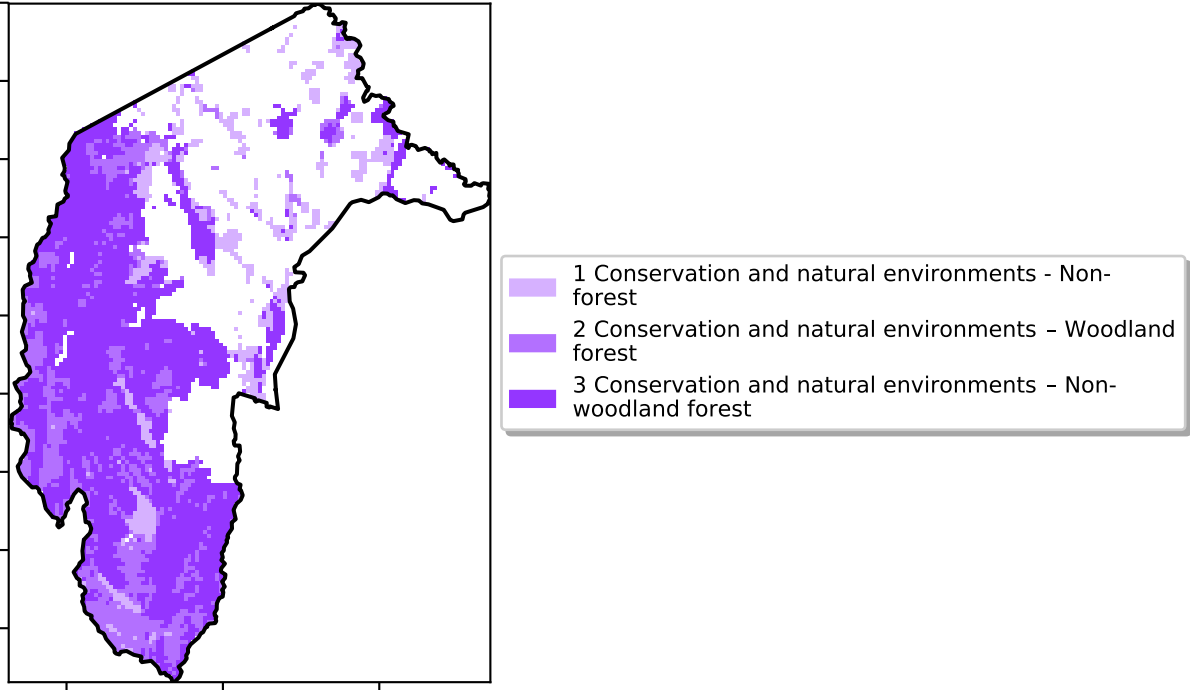 1 Conservation and natural environments - Non-
forest
2 Conservation and natural environments – Woodland
forest
3 Conservation and natural environments – Non-
woodland forest